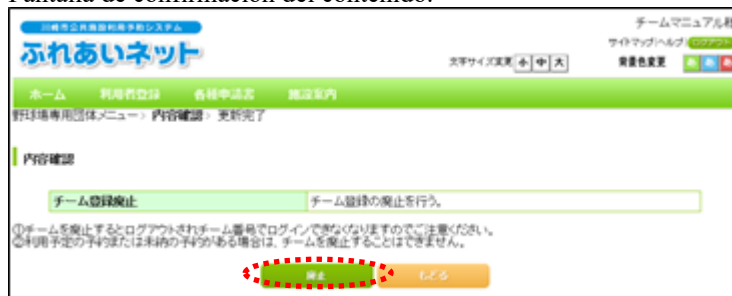 Pantalla de confirmación del contenido.
川崎市公共施設利用予約システム
ふれあいネット
チームマニュアル
サイトマップ|ヘルプ|ログアウト
文字サイズ変更 小 中 大
背景色変更 あ あ あ
ホーム 利用者登録 各種申請書 施設案内
野球場専用団体メニュー> 内容確認> 更新完了
内容確認
チーム登録廃止 チーム登録の廃止を行う。
①チームを廃止するとログアウトされチーム番号でログインできなくなりますのでご注意ください。
②利用予定の予約または未納の予約がある場合は、チームを廃止することはできません。
廃止 もどる